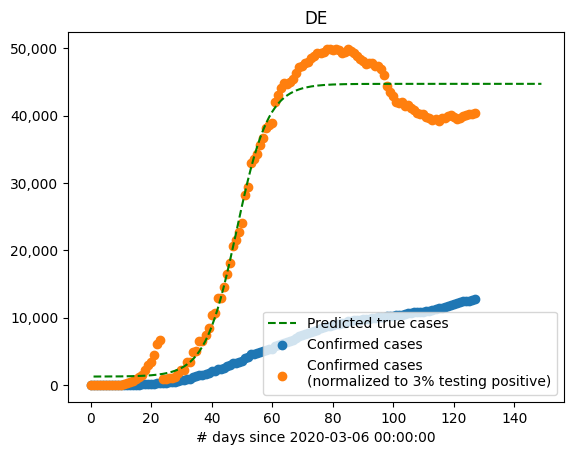 DE
50,000
40,000
30,000
20,000
10,000
0
Predicted true cases
Confirmed cases
Confirmed cases
(normalized to 3% testing positive)
0 20 40 60 80 100 120 140
# days since 2020-03-06 00:00:00